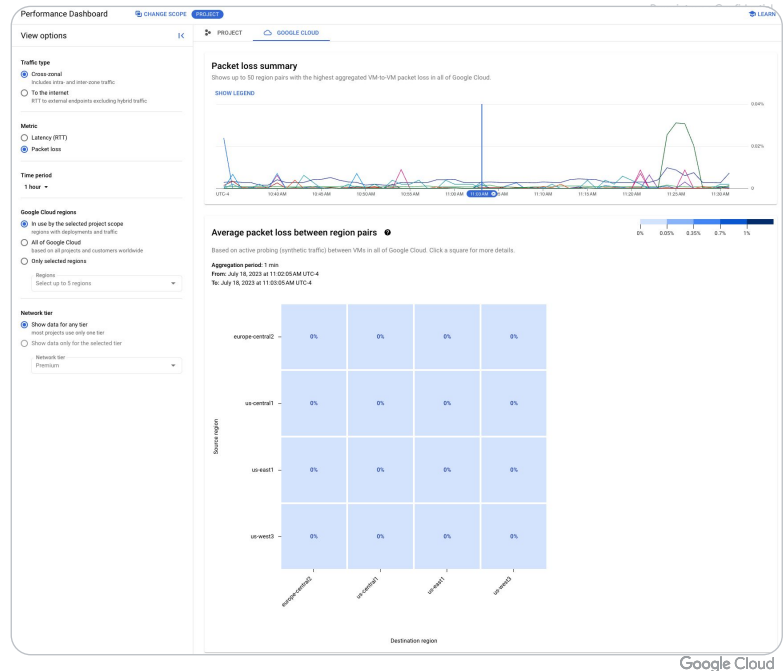 Performance Dashboard CHANGE SCOPE PROJECT LEARN
View options
PROJECT GOOGLE CLOUD
Traffic type
Cross-zonal
Includes intra- and inter-zone traffic
To the internet
RTT to external endpoints excluding hybrid traffic
Metric
Latency (RTT)
Packet loss
Time period
1 hour
Google Cloud regions
In use by the selected project scope
regions with deployments and traffic
All of Google Cloud
based on all projects and customers worldwide
Only selected regions
Regions
Select up to 5 regions
Network tier
Show data for any tier
most projects use only one tier
Show data only for the selected tier
Network tier
Premium
Packet loss summary
Shows up to 50 region pairs with the highest aggregated VM-to-VM packet loss in all of Google Cloud.
SHOW LEGEND
0.04%
0.02%
0
UTC-4 10:40 AM 10:45 AM 10:50 AM 10:55 AM 11:00 AM 11:03 AM 11:10 AM 11:15 AM 11:20 AM 11:25 AM 11:30 AM
Average packet loss between region pairs
0% 0.05% 0.35% 0.7% 1%
Based on active probing (synthetic traffic) between VMs in all of Google Cloud. Click a square for more details.
Aggregation period: 1 min
From: July 18, 2023 at 11:02:05 AM UTC-4
To: July 18, 2023 at 11:03:05 AM UTC-4
Source region
europe-central2 0% 0% 0% 0%
us-central1 0% 0% 0% 0%
us-east1 0% 0% 0% 0%
us-west3 0% 0% 0% 0%
europe-central2 us-central1 us-east1 us-west3
Destination region
Google Cloud